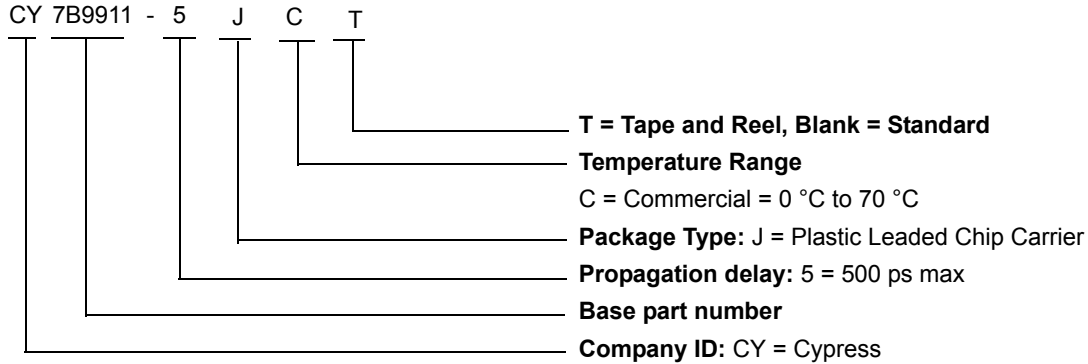 CY 7B9911 - 5 J C T
T = Tape and Reel, Blank = Standard
Temperature Range
C = Commercial = 0 °C to 70 °C
Package Type: J = Plastic Leaded Chip Carrier
Propagation delay: 5 = 500 ps max
Base part number
Company ID: CY = Cypress